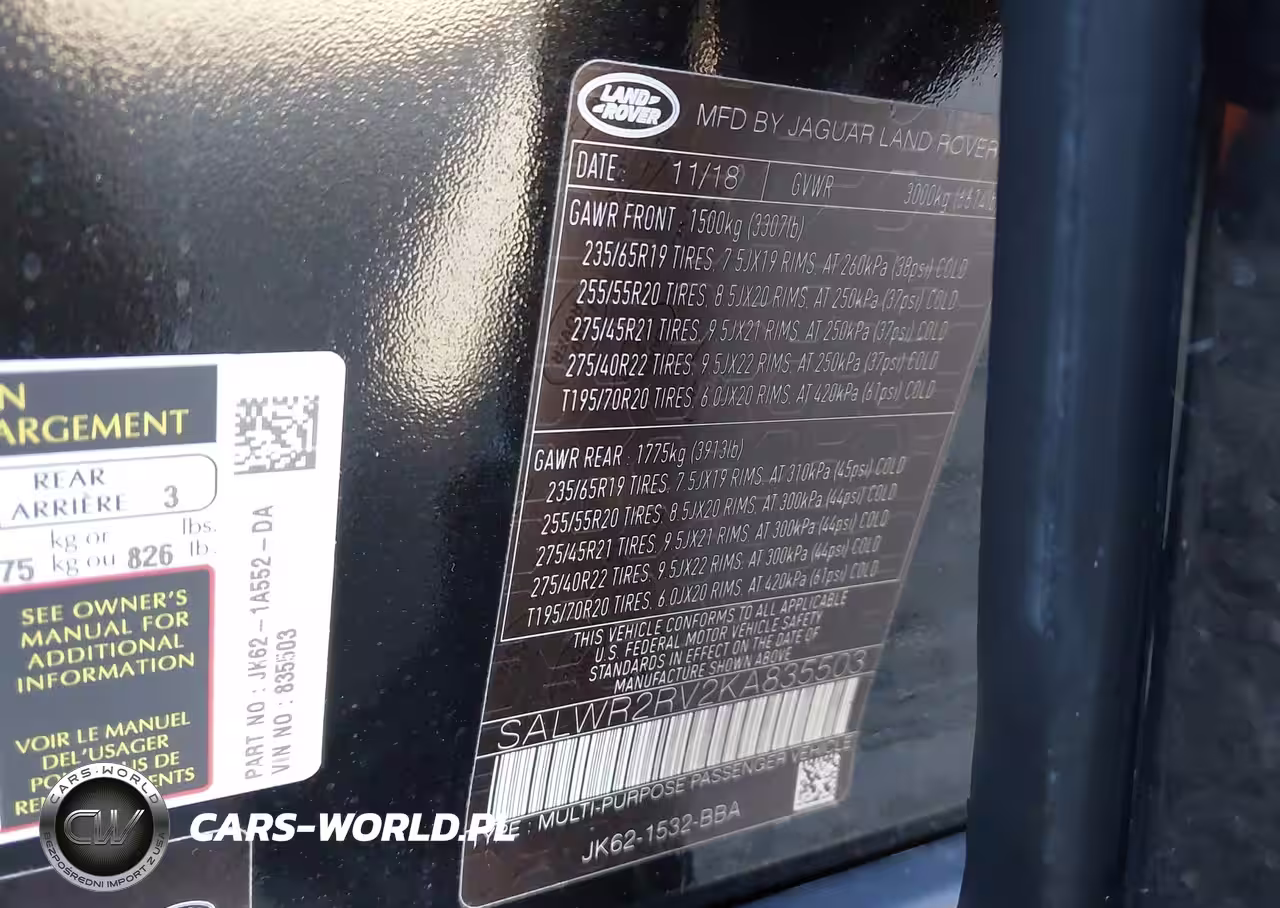 LAND ROVER
MFD BY JAGUAR LAND ROVER
DATE : 11/18 GVWR 3000kg
GAWR FRONT : 1500kg (3307lb)
235/65R19 TIRES, 7.5JX19 RIMS, AT 260kPa (38psi) COLD
255/55R20 TIRES, 8.5JX20 RIMS, AT 250kPa (37psi) COLD
275/45R21 TIRES, 9.5JX21 RIMS, AT 250kPa (37psi) COLD
275/40R22 TIRES, 9.5JX22 RIMS, AT 250kPa (37psi) COLD
T195/70R20 TIRES, 6.0JX20 RIMS, AT 420kPa (61psi) COLD
GAWR REAR : 1775kg (3913lb)
235/65R19 TIRES, 7.5JX19 RIMS, AT 310kPa (45psi) COLD
255/55R20 TIRES, 8.5JX20 RIMS, AT 300kPa (44psi) COLD
275/45R21 TIRES, 9.5JX21 RIMS, AT 300kPa (44psi) COLD
275/40R22 TIRES, 9.5JX22 RIMS, AT 300kPa (44psi) COLD
T195/70R20 TIRES, 6.0JX20 RIMS, AT 420kPa (61psi) COLD
THIS VEHICLE CONFORMS TO ALL APPLICABLE
U.S. FEDERAL MOTOR VEHICLE SAFETY
STANDARDS IN EFFECT ON THE DATE OF
MANUFACTURE SHOWN ABOVE
SALWR2RV2KA835503
: MULTI-PURPOSE PASSENGER VEHICLE
JK62-1532-BBA
N
ARGEMENT
REAR
ARRIÈRE 3
kg or lbs.
75 kg ou 826 lb.
SEE OWNER'S
MANUAL FOR
ADDITIONAL
INFORMATION
VOIR LE MANUEL
DEL'USAGER
PART NO : JK62-1A552-DA
VIN NO : 835503
CARS-WORLD
CW
BEZPOŚREDNI IMPORT Z USA
CARS-WORLD.PL